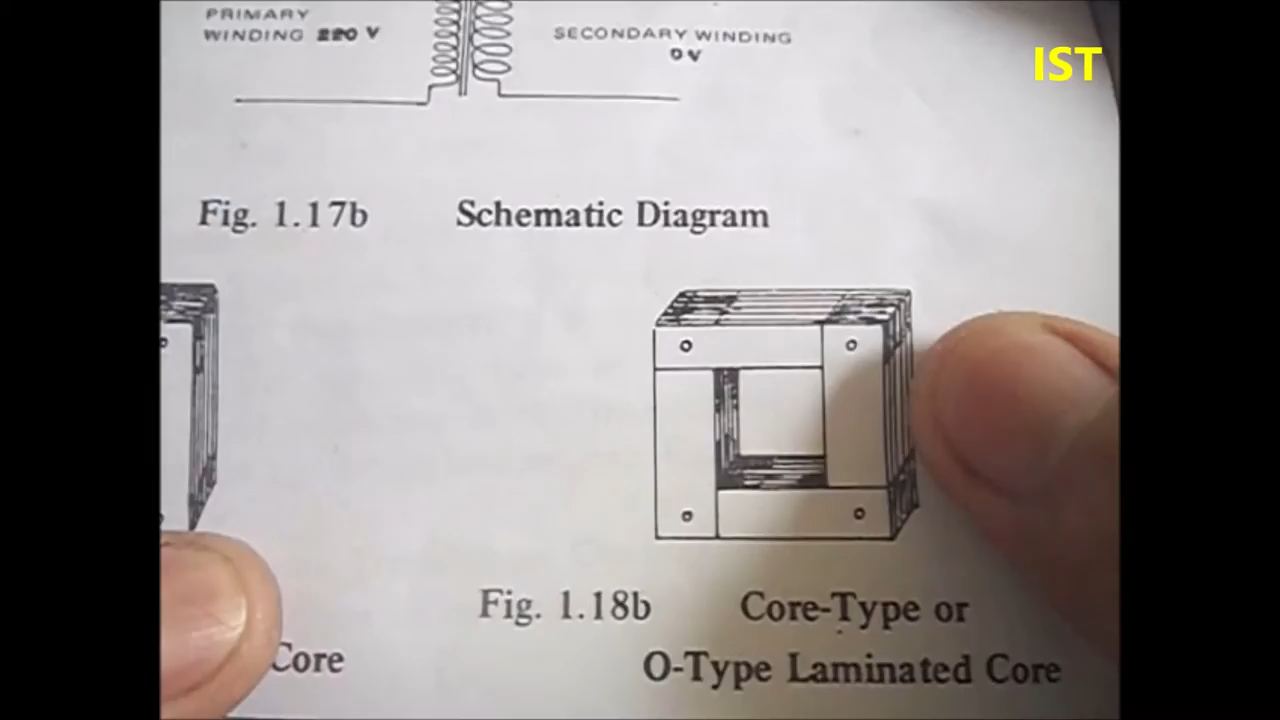 PRIMARY
WINDING 220 V
SECONDARY WINDING
0 V
IST
Fig. 1.17b Schematic Diagram
Fig. 1.18b Core-Type or
O-Type Laminated Core
Core